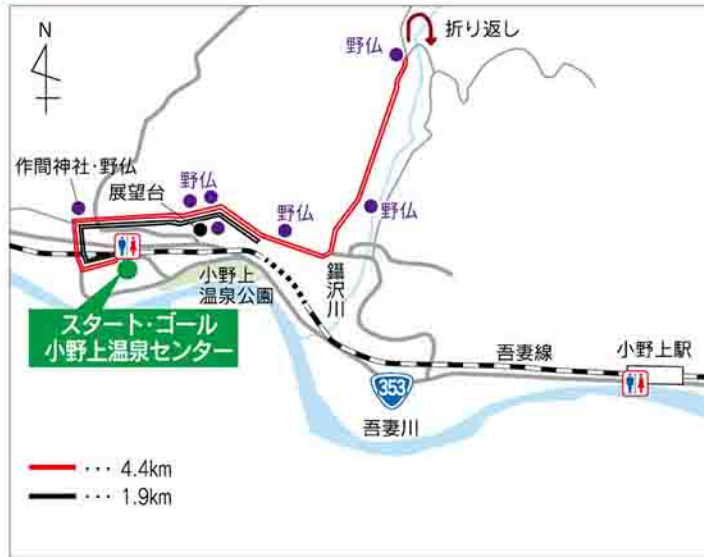 N
野仏
折り返し
作間神社・野仏
展望台
野仏
野仏
野仏
小野上
温泉公園
鑷沢川
スタート・ゴール
小野上温泉センター
吾妻線
小野上駅
353
吾妻川
･･･ 4.4km
･･･ 1.9km